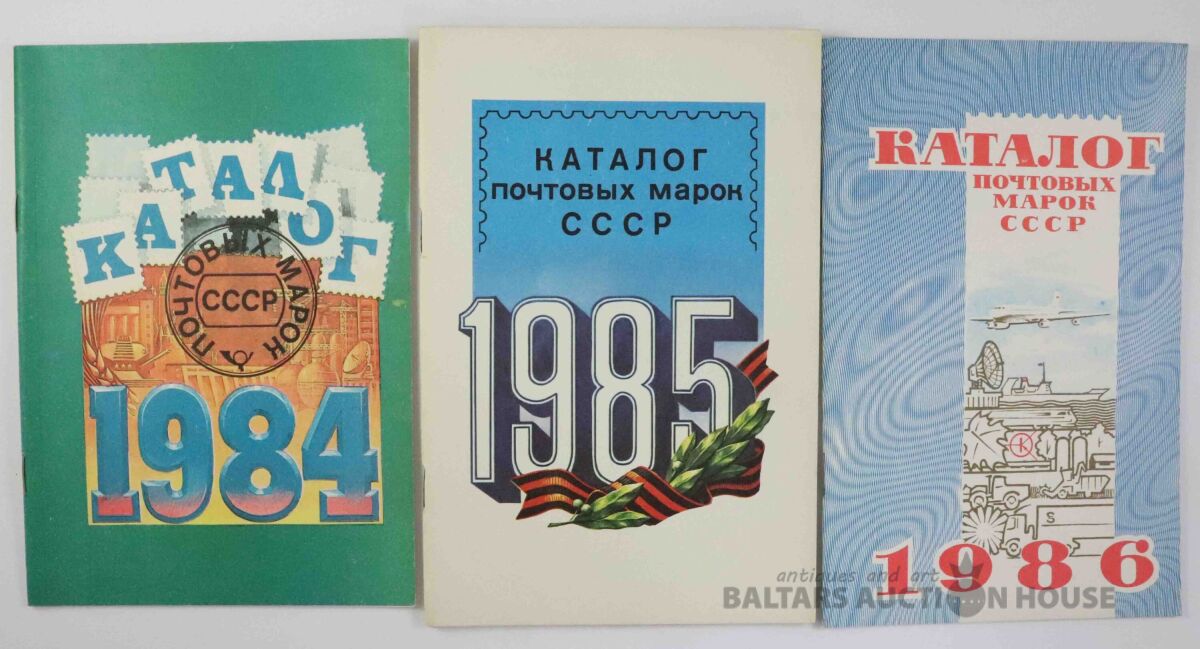 КАТАЛОГ
ПОЧТОВЫХ МАРОК
СССР
1984
КАТАЛОГ
ПОЧТОВЫХ МАРОК
СССР
1985
КАТАЛОГ
ПОЧТОВЫХ
МАРОК
СССР
К
S
1986
antiques and art
BALTARS AUCTION HOUSE